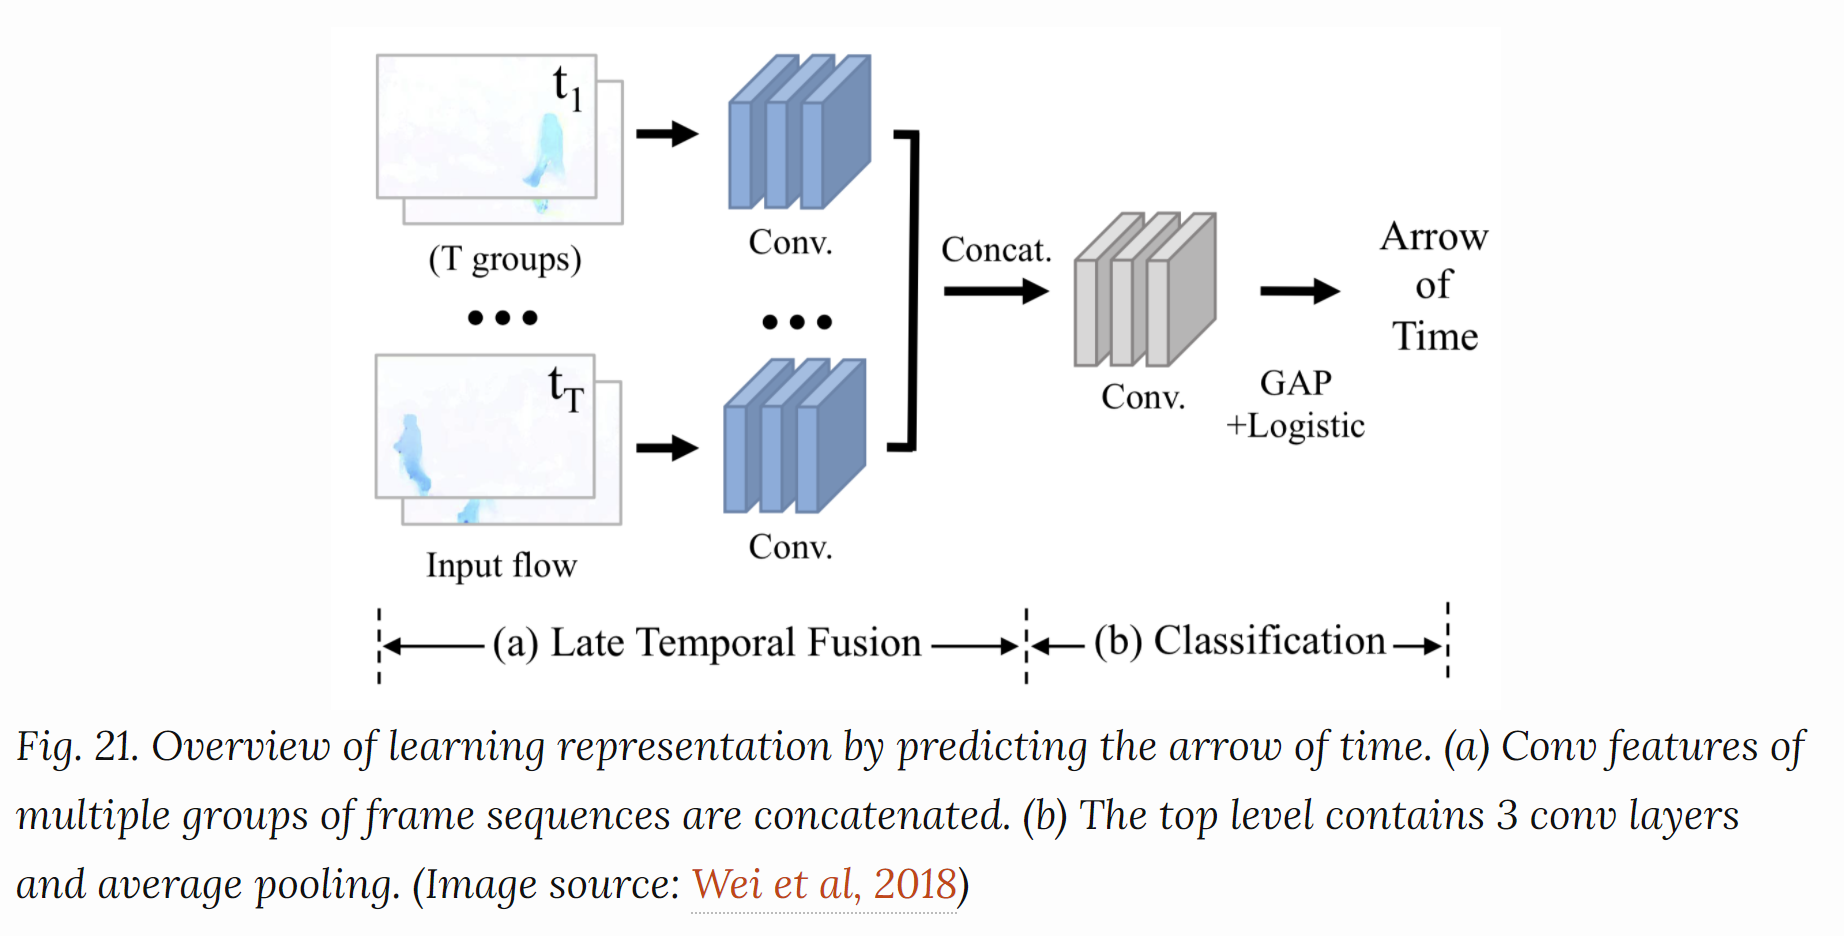 t1
(T groups)
Conv.
tT
Input flow
Conv.
Concat.
Conv.
GAP
+Logistic
Arrow
of
Time
(a) Late Temporal Fusion
(b) Classification
Fig. 21. Overview of learning representation by predicting the arrow of time. (a) Conv features of
multiple groups of frame sequences are concatenated. (b) The top level contains 3 conv layers
and average pooling. (Image source: Wei et al, 2018)